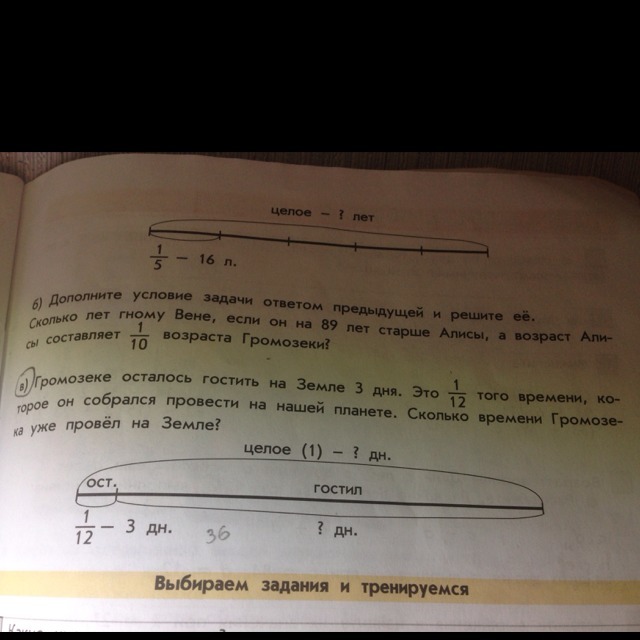 целое – ? лет
1/5 – 16 л.
б) Дополните условие задачи ответом предыдущей и решите её.
Сколько лет гному Вене, если он на 89 лет старше Алисы, а возраст Али-
сы составляет 1/10 возраста Громозеки?
в) Громозеке осталось гостить на Земле 3 дня. Это 1/12 того времени, ко-
торое он собрался провести на нашей планете. Сколько времени Громозе-
ка уже провёл на Земле?
целое (1) – ? дн.
ост. гостил
1/12 – 3 дн. 36 ? дн.
Выбираем задания и тренируемся